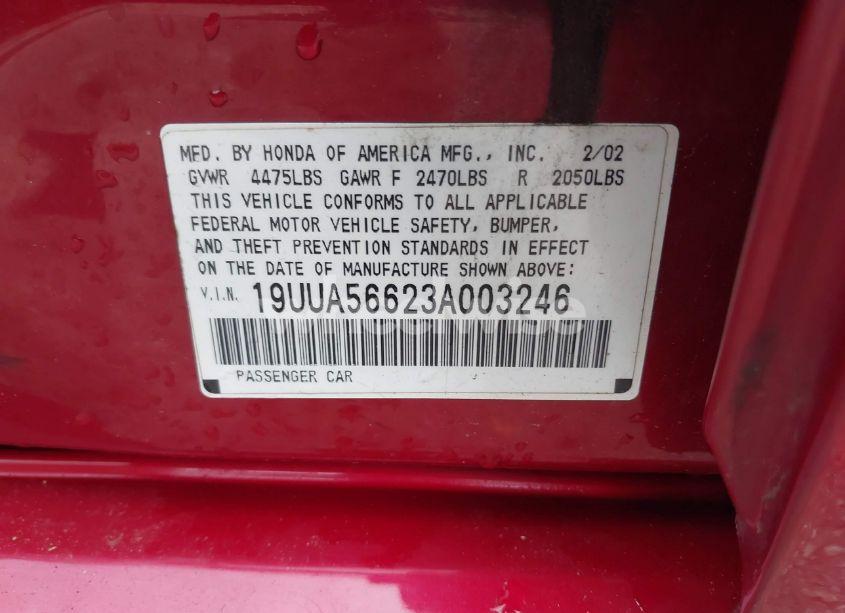 MFD. BY HONDA OF AMERICA MFG., INC. 2/02
GVWR 4475LBS GAWR F 2470LBS R 2050LBS
THIS VEHICLE CONFORMS TO ALL APPLICABLE
FEDERAL MOTOR VEHICLE SAFETY, BUMPER,
AND THEFT PREVENTION STANDARDS IN EFFECT
ON THE DATE OF MANUFACTURE SHOWN ABOVE:
V.I.N. 19UUA56623A003246
PASSENGER CAR